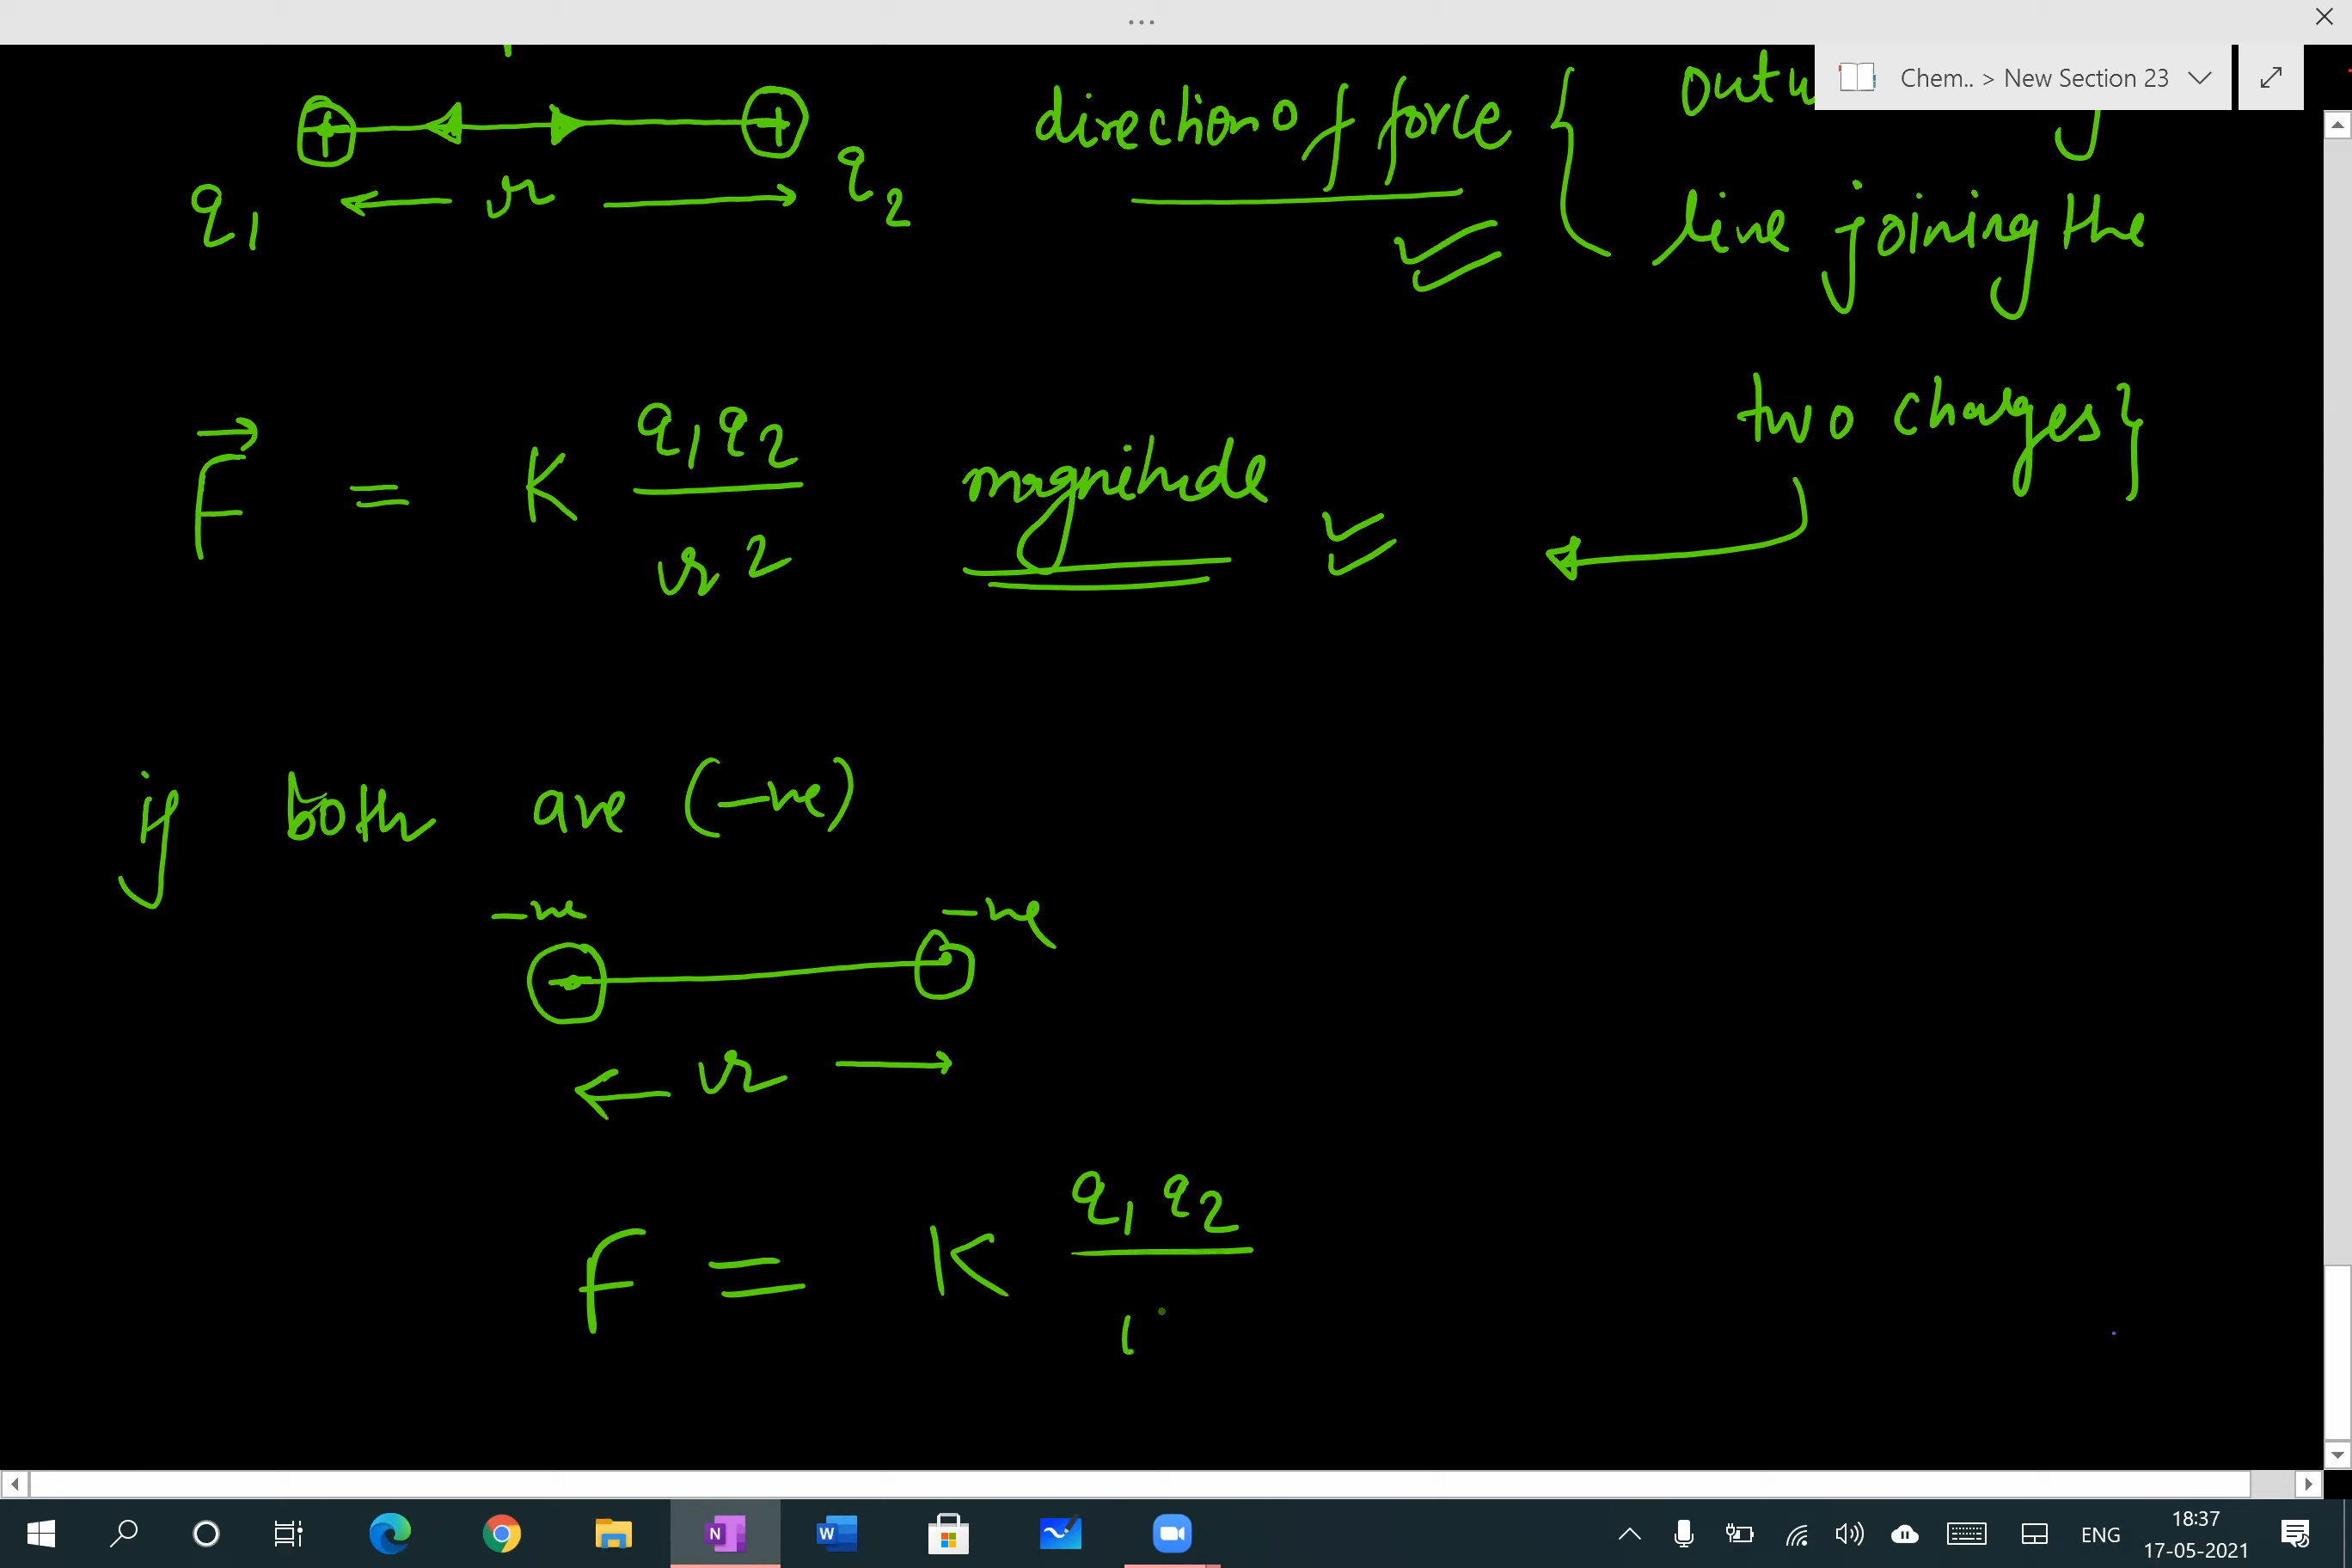 ...
Chem.. > New Section 23
direction of force { outw
q1 r q2
line joining the
two charges}
F = K q1q2 / r2 magnitude
if both are (-ve)
-ve -ve
r
F = K q1 q2
ENG
18:37
17-05-2021